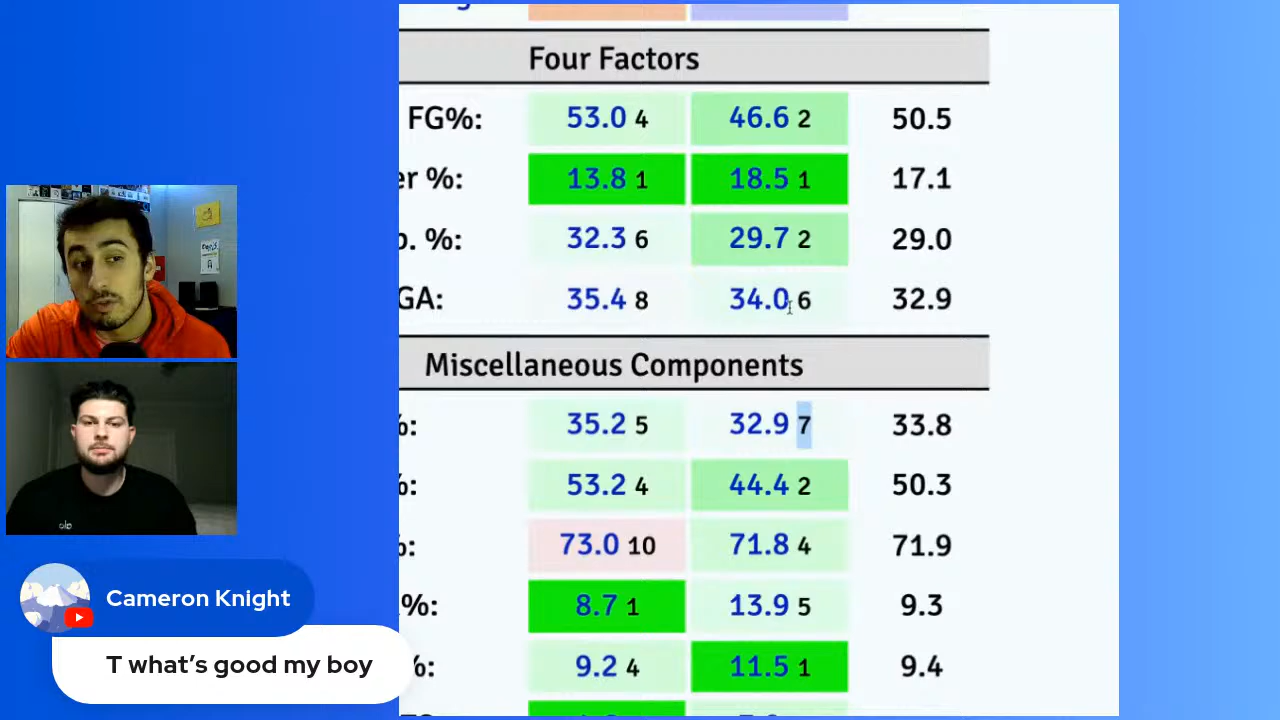 Four Factors
FG%: 53.0 4 46.6 2 50.5
er %: 13.8 1 18.5 1 17.1
b. %: 32.3 6 29.7 2 29.0
GA: 35.4 8 34.0 6 32.9
Miscellaneous Components
%: 35.2 5 32.9 7 33.8
%: 53.2 4 44.4 2 50.3
%: 73.0 10 71.8 4 71.9
%: 8.7 1 13.9 5 9.3
%: 9.2 4 11.5 1 9.4
Cameron Knight
T what's good my boy